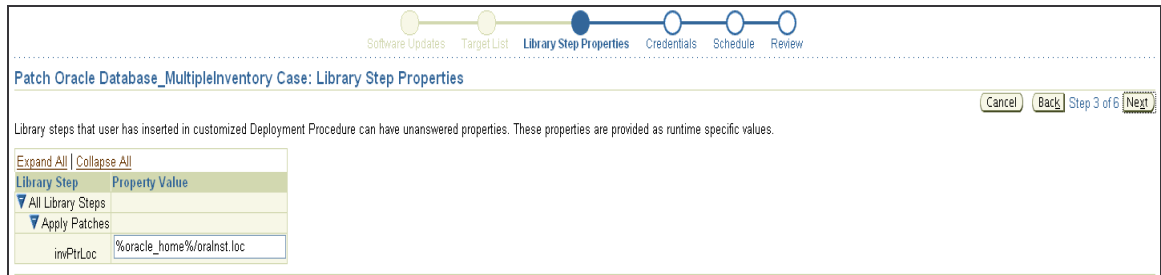 Software Updates Target List Library Step Properties Credentials Schedule Review
Patch Oracle Database_MultipleInventory Case: Library Step Properties
Cancel Back Step 3 of 6 Next
Library steps that user has inserted in customized Deployment Procedure can have unanswered properties. These properties are provided as runtime specific values.
Expand All | Collapse All
Library Step Property Value
All Library Steps
Apply Patches
invPtrLoc %oracle_home%/oraInst.loc